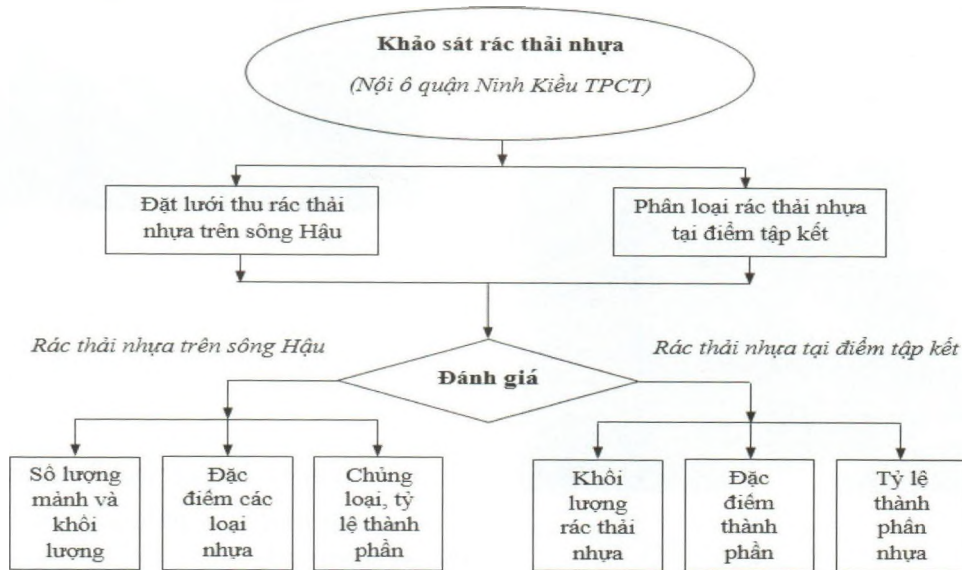 Khảo sát rác thải nhựa
(Nội ô quận Ninh Kiều TPCT)
Đặt lưới thu rác thải
nhựa trên sông Hậu
Phân loại rác thải nhựa
tại điểm tập kết
Rác thải nhựa trên sông Hậu
Rác thải nhựa tại điểm tập kết
Đánh giá
Số lượng
mảnh và
khối
lượng
Đặc
điểm các
loại
nhựa
Chủng
loại, tỷ
lệ thành
phần
Khối
lượng
rác thải
nhựa
Đặc
điểm
thành
phần
Tỷ lệ
thành
phần
nhựa